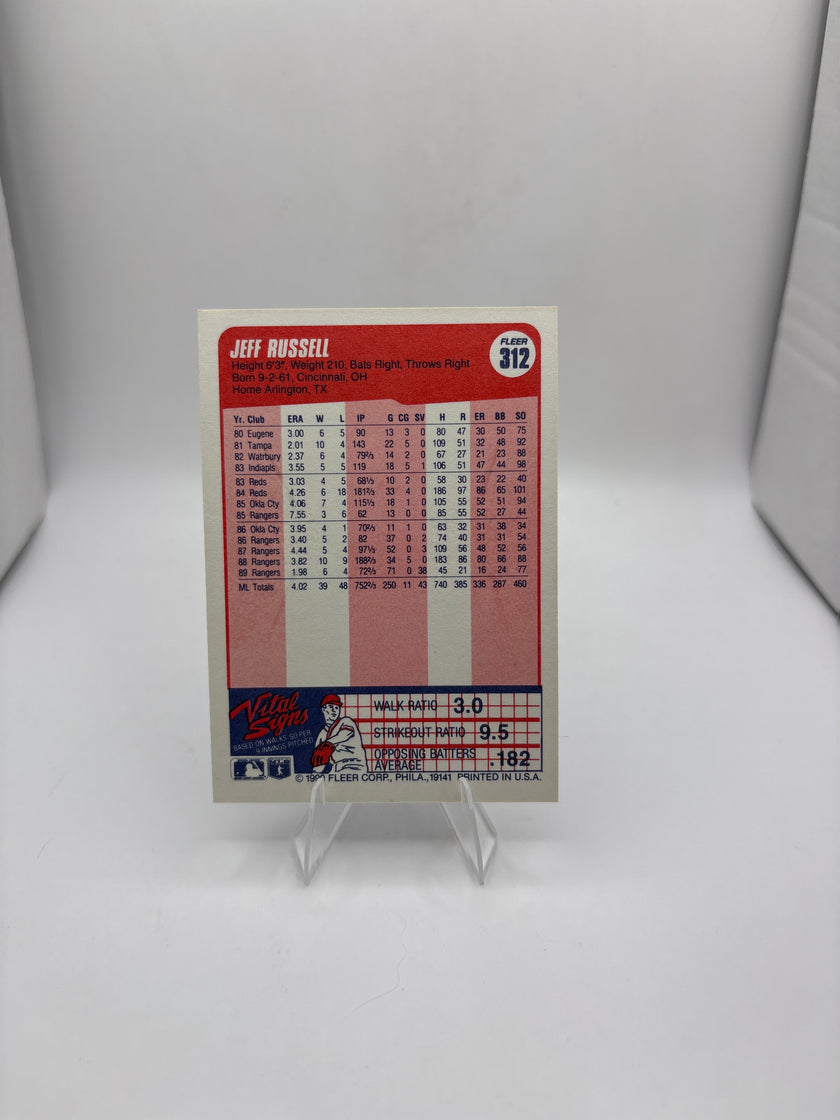 JEFF RUSSELL
FLEER
312
Height 6'3", Weight 210, Bats Right, Throws Right
Born 9-2-61, Cincinnati, OH
Home Arlington, TX
Yr. Club ERA W L IP G CG SV H R ER BB SO
80 Eugene 3.00 6 5 90 13 3 0 80 47 30 50 75
81 Tampa 2.01 10 4 143 22 5 0 109 51 32 48 92
82 Watrbury 2.37 6 4 79⅔ 14 2 0 67 27 21 23 88
83 Indiapls 3.55 5 5 119 18 5 1 106 51 47 44 98
83 Reds 3.03 4 5 68⅓ 10 2 0 58 30 23 22 40
84 Reds 4.26 6 18 181⅔ 33 4 0 186 97 86 65 101
85 Okla Cty 4.06 7 4 115⅓ 18 1 0 105 55 52 51 94
85 Rangers 7.55 3 6 62 13 0 0 85 55 52 27 44
86 Okla Cty 3.95 4 1 70⅔ 11 1 0 63 32 31 38 34
86 Rangers 3.40 5 2 82 37 0 2 74 40 31 31 54
87 Rangers 4.44 5 4 97⅓ 52 0 3 109 56 48 52 56
88 Rangers 3.82 10 9 188⅔ 34 5 0 183 86 80 66 88
89 Rangers 1.98 6 4 72⅔ 71 0 38 45 21 16 24 77
ML Totals 4.02 39 48 752⅔ 250 11 43 740 385 336 287 460
Vital Signs
BASED ON WALKS, SO PER
9 INNINGS PITCHED
WALK RATIO 3.0
STRIKEOUT RATIO 9.5
OPPOSING BATTERS
AVERAGE .182
© 1990 FLEER CORP., PHILA., 19141 PRINTED IN U.S.A.